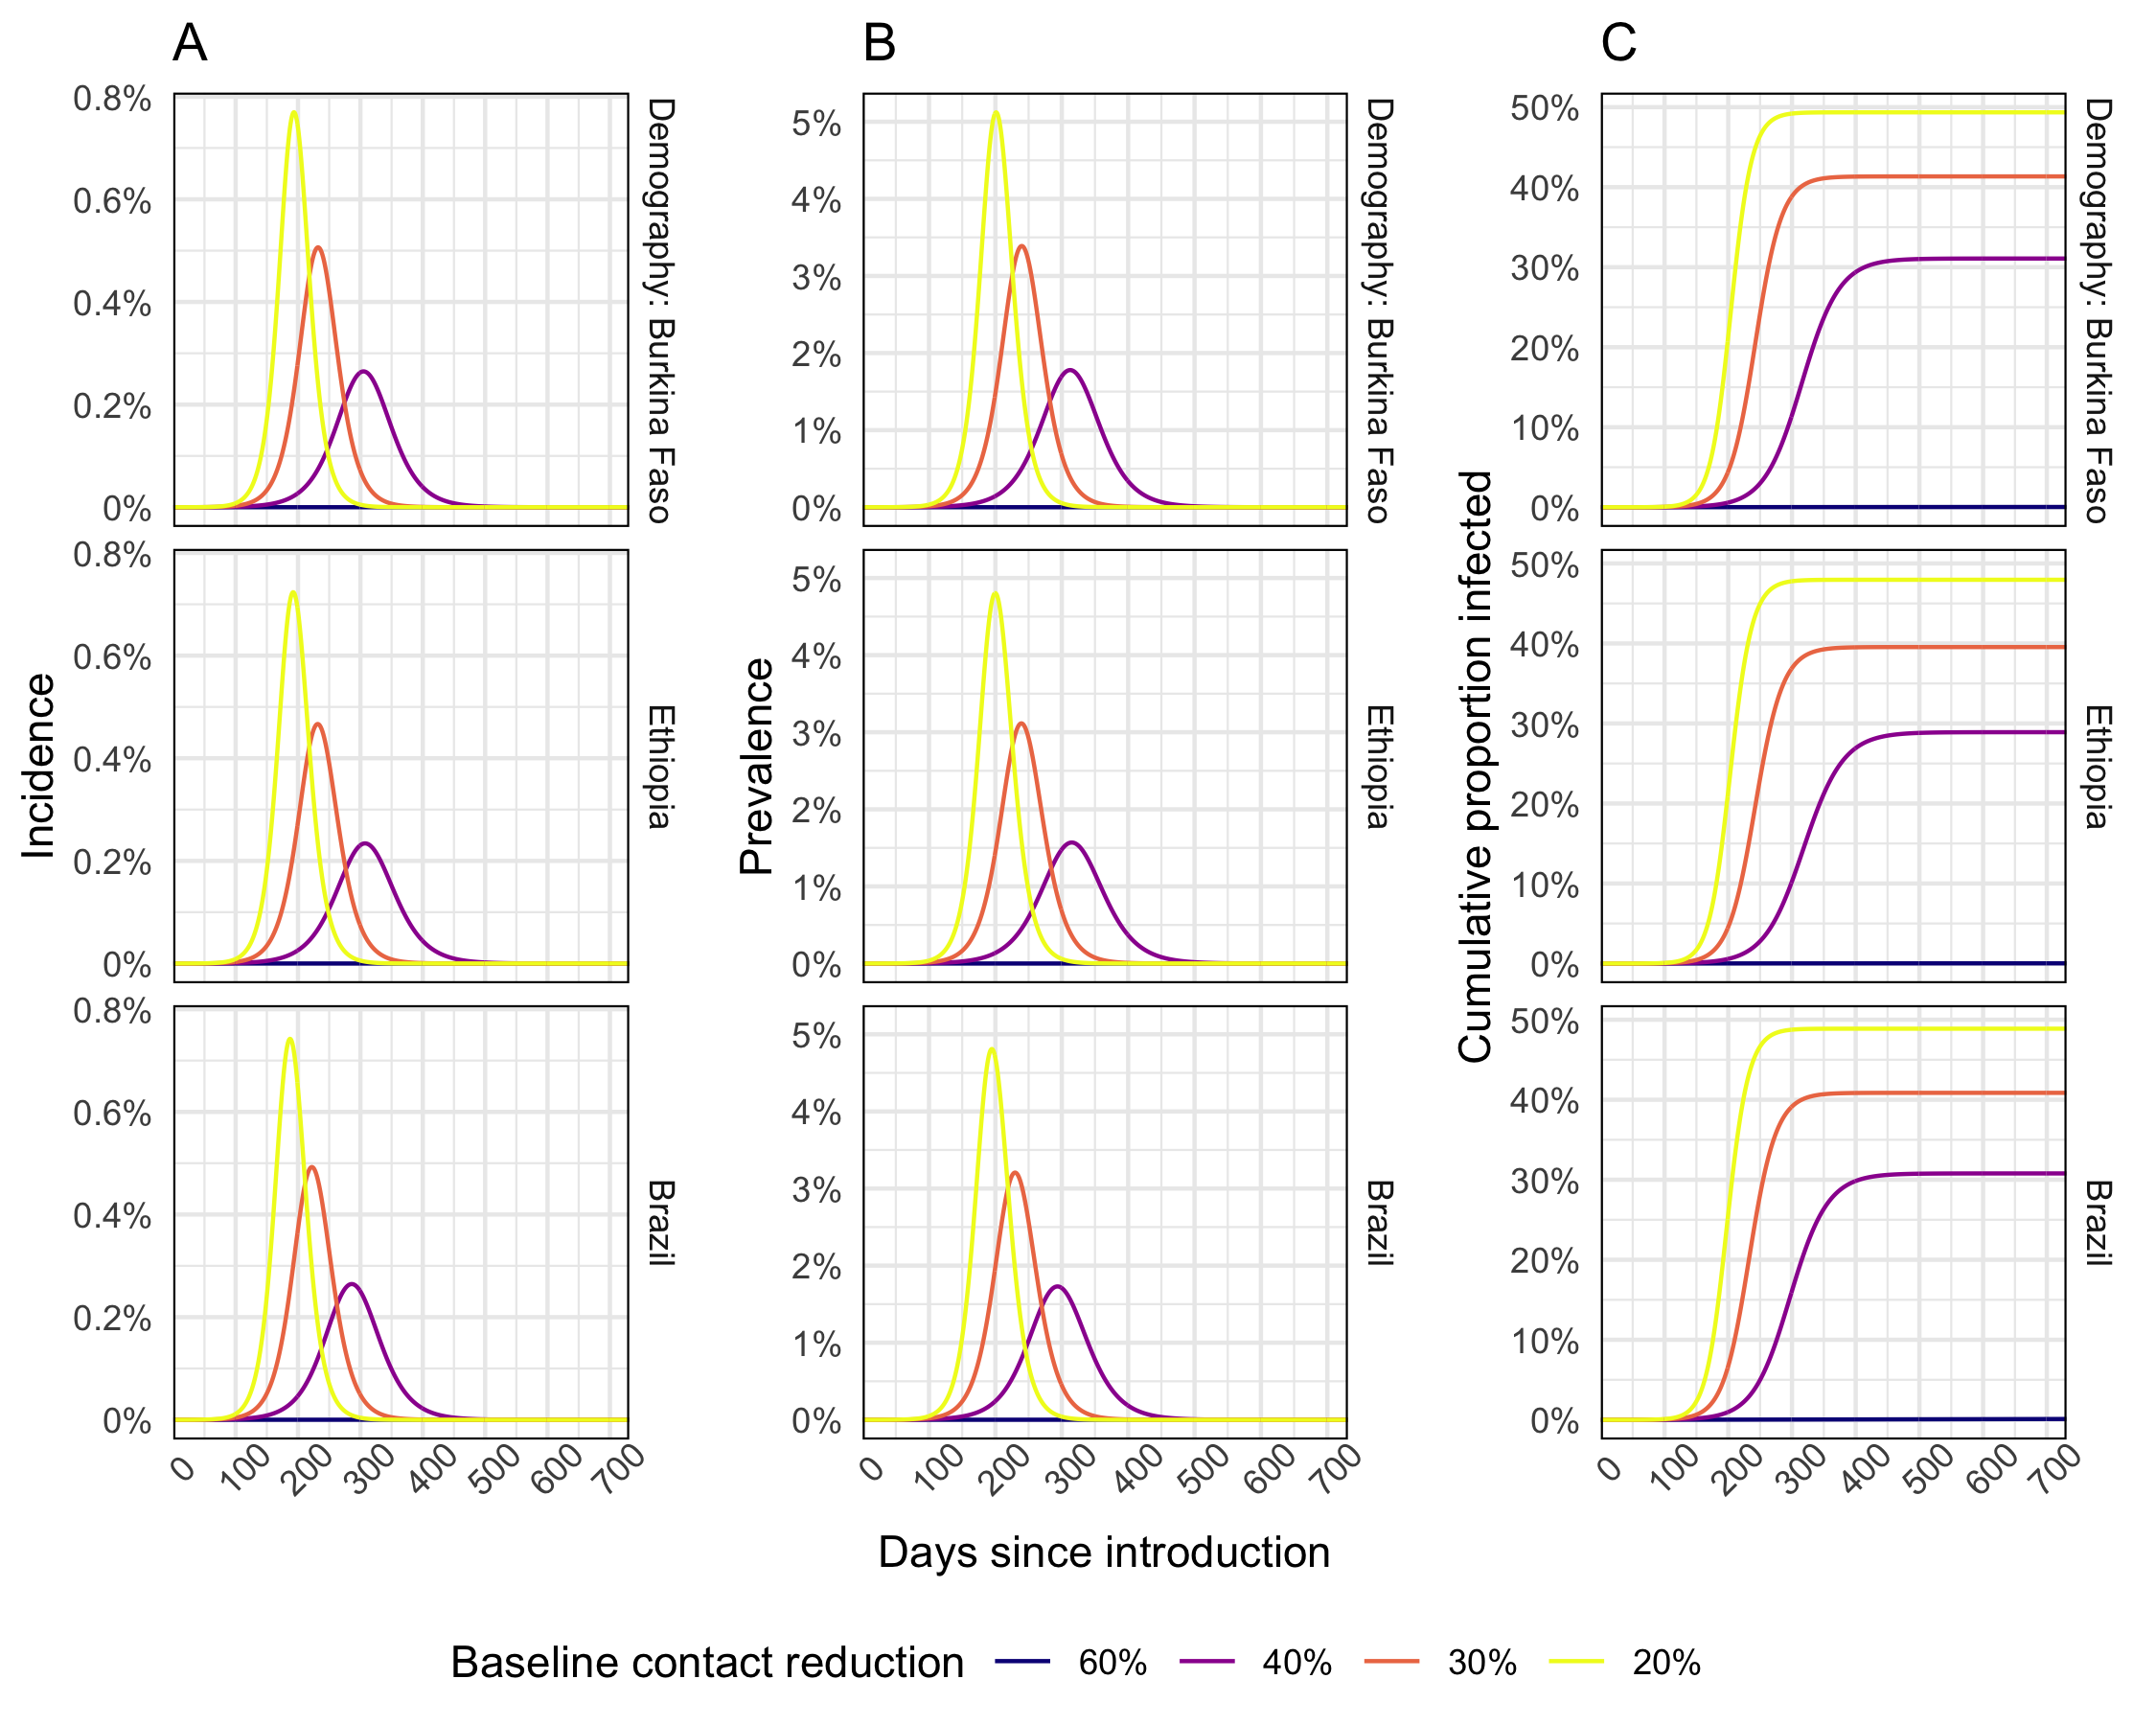 A
B
C
Incidence
0.8%
0.6%
0.4%
0.2%
0%
Demography: Burkina Faso
0.8%
0.6%
0.4%
0.2%
0%
Ethiopia
0.8%
0.6%
0.4%
0.2%
0%
Brazil
0 100 200 300 400 500 600 700
Prevalence
5%
4%
3%
2%
1%
0%
Demography: Burkina Faso
5%
4%
3%
2%
1%
0%
Ethiopia
5%
4%
3%
2%
1%
0%
Brazil
0 100 200 300 400 500 600 700
Cumulative proportion infected
50%
40%
30%
20%
10%
0%
Demography: Burkina Faso
50%
40%
30%
20%
10%
0%
Ethiopia
50%
40%
30%
20%
10%
0%
Brazil
0 100 200 300 400 500 600 700
Days since introduction
Baseline contact reduction 60% 40% 30% 20%